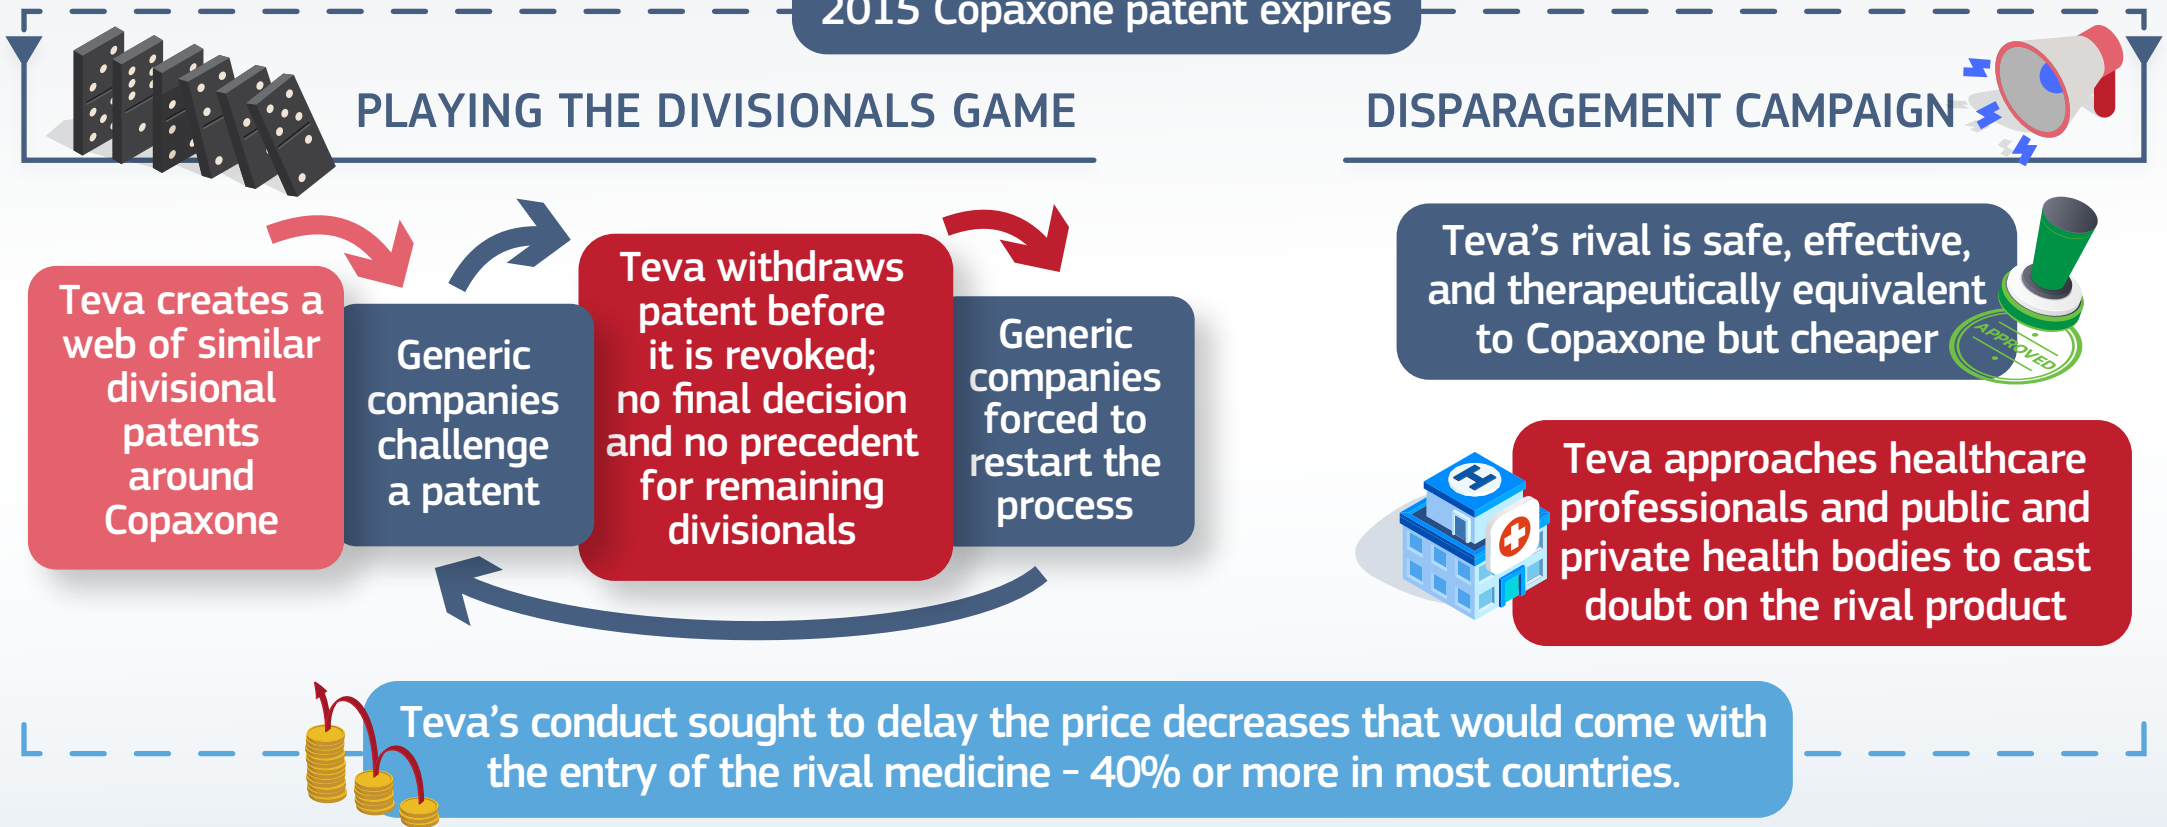 2015 Copaxone patent expires
PLAYING THE DIVISIONALS GAME
Teva creates a
web of similar
divisional
patents
around
Copaxone
Generic
companies
challenge
a patent
Teva withdraws
patent before
it is revoked;
no final decision
and no precedent
for remaining
divisionals
Generic
companies
forced to
restart the
process
DISPARAGEMENT CAMPAIGN
Teva's rival is safe, effective,
and therapeutically equivalent
to Copaxone but cheaper
APPROVED
H
Teva approaches healthcare
professionals and public and
private health bodies to cast
doubt on the rival product
Teva's conduct sought to delay the price decreases that would come with
the entry of the rival medicine – 40% or more in most countries.